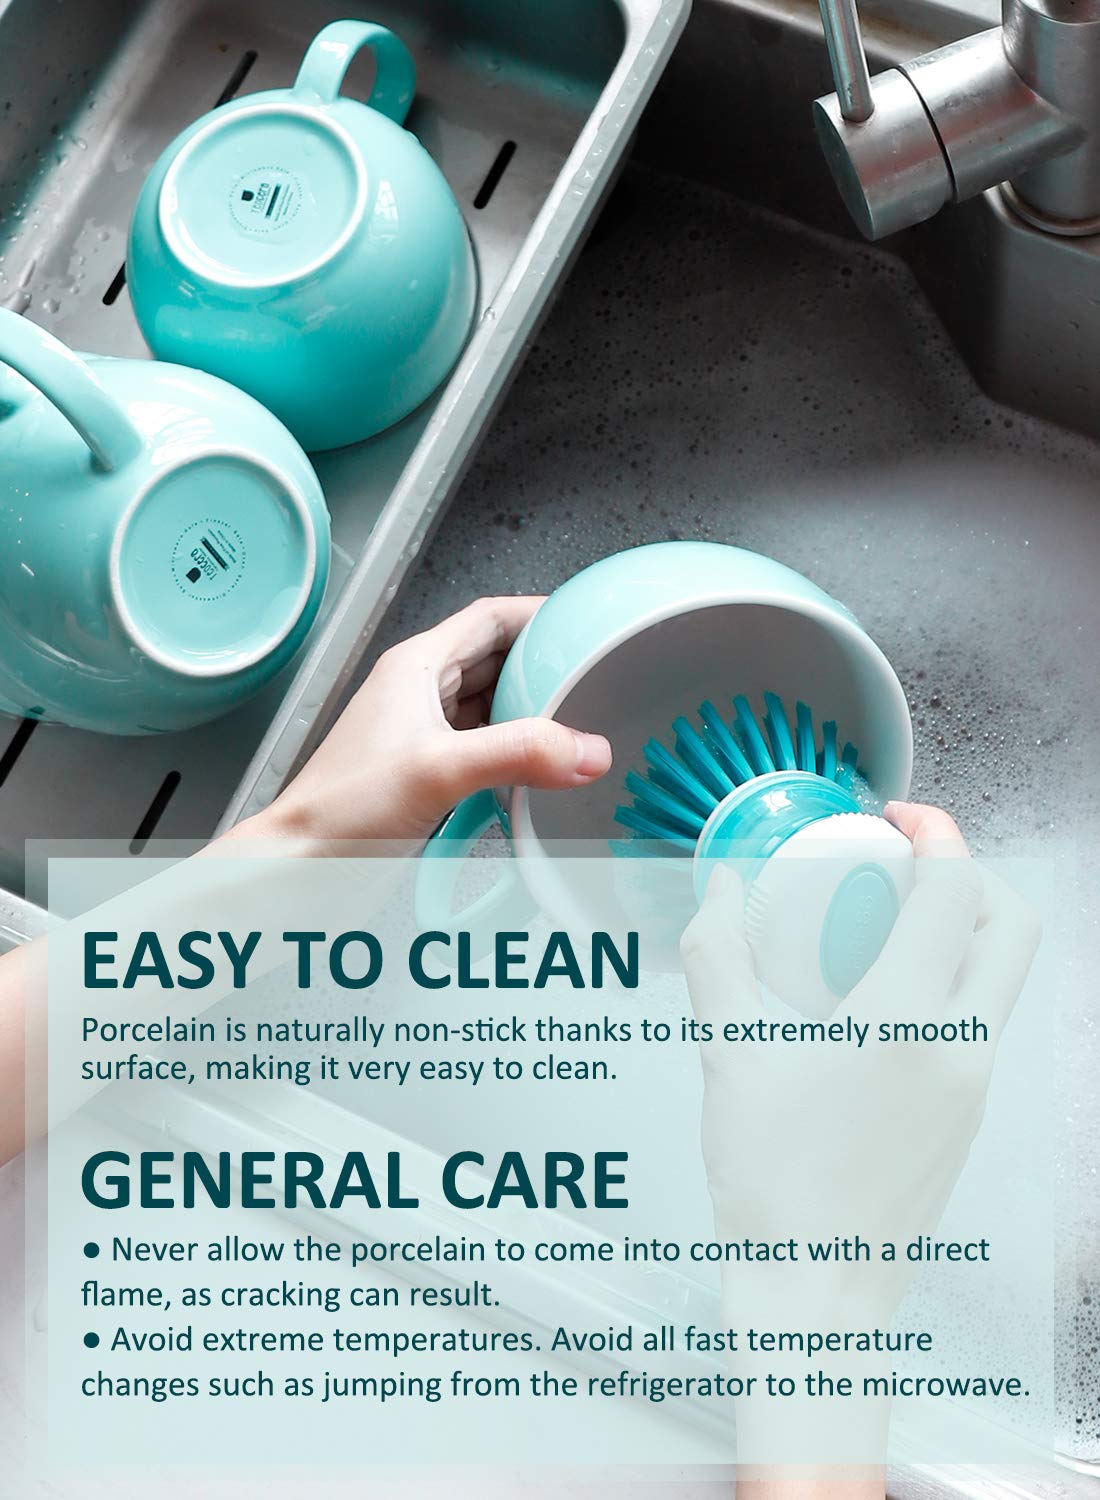 Teocera
Teocera
EASY TO CLEAN
Porcelain is naturally non-stick thanks to its extremely smooth
surface, making it very easy to clean.
GENERAL CARE
● Never allow the porcelain to come into contact with a direct
flame, as cracking can result.
● Avoid extreme temperatures. Avoid all fast temperature
changes such as jumping from the refrigerator to the microwave.